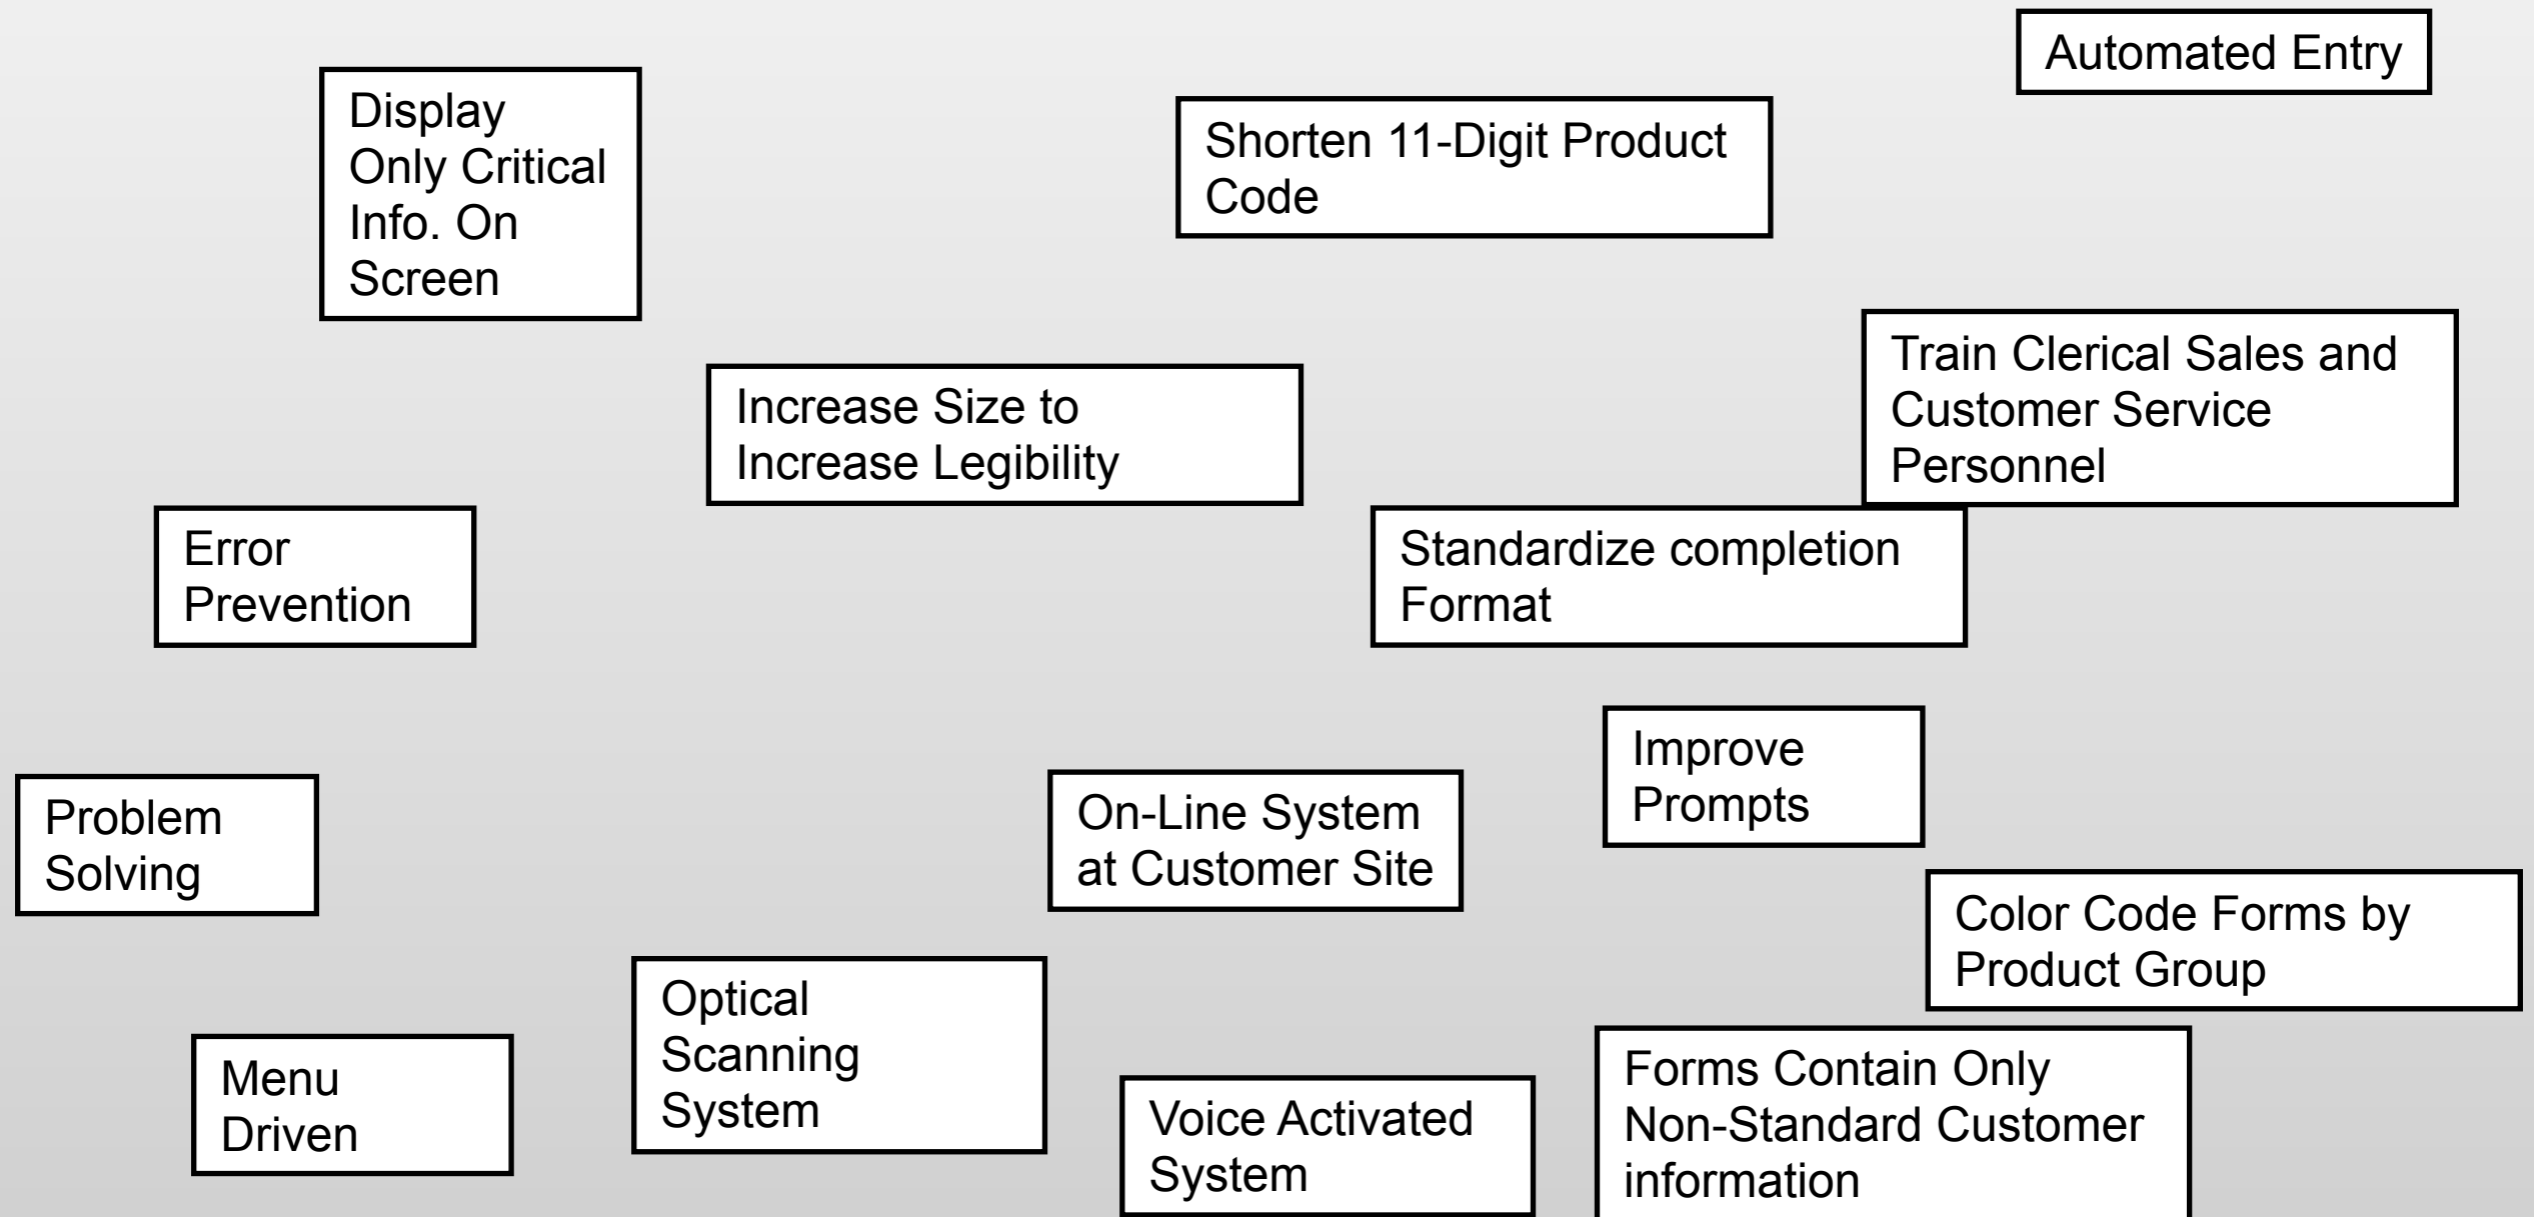 Automated Entry
Display
Only Critical
Info. On
Screen
Shorten 11-Digit Product
Code
Train Clerical Sales and
Customer Service
Personnel
Increase Size to
Increase Legibility
Error
Prevention
Standardize completion
Format
Improve
Prompts
Problem
Solving
On-Line System
at Customer Site
Color Code Forms by
Product Group
Optical
Scanning
System
Menu
Driven
Voice Activated
System
Forms Contain Only
Non-Standard Customer
information